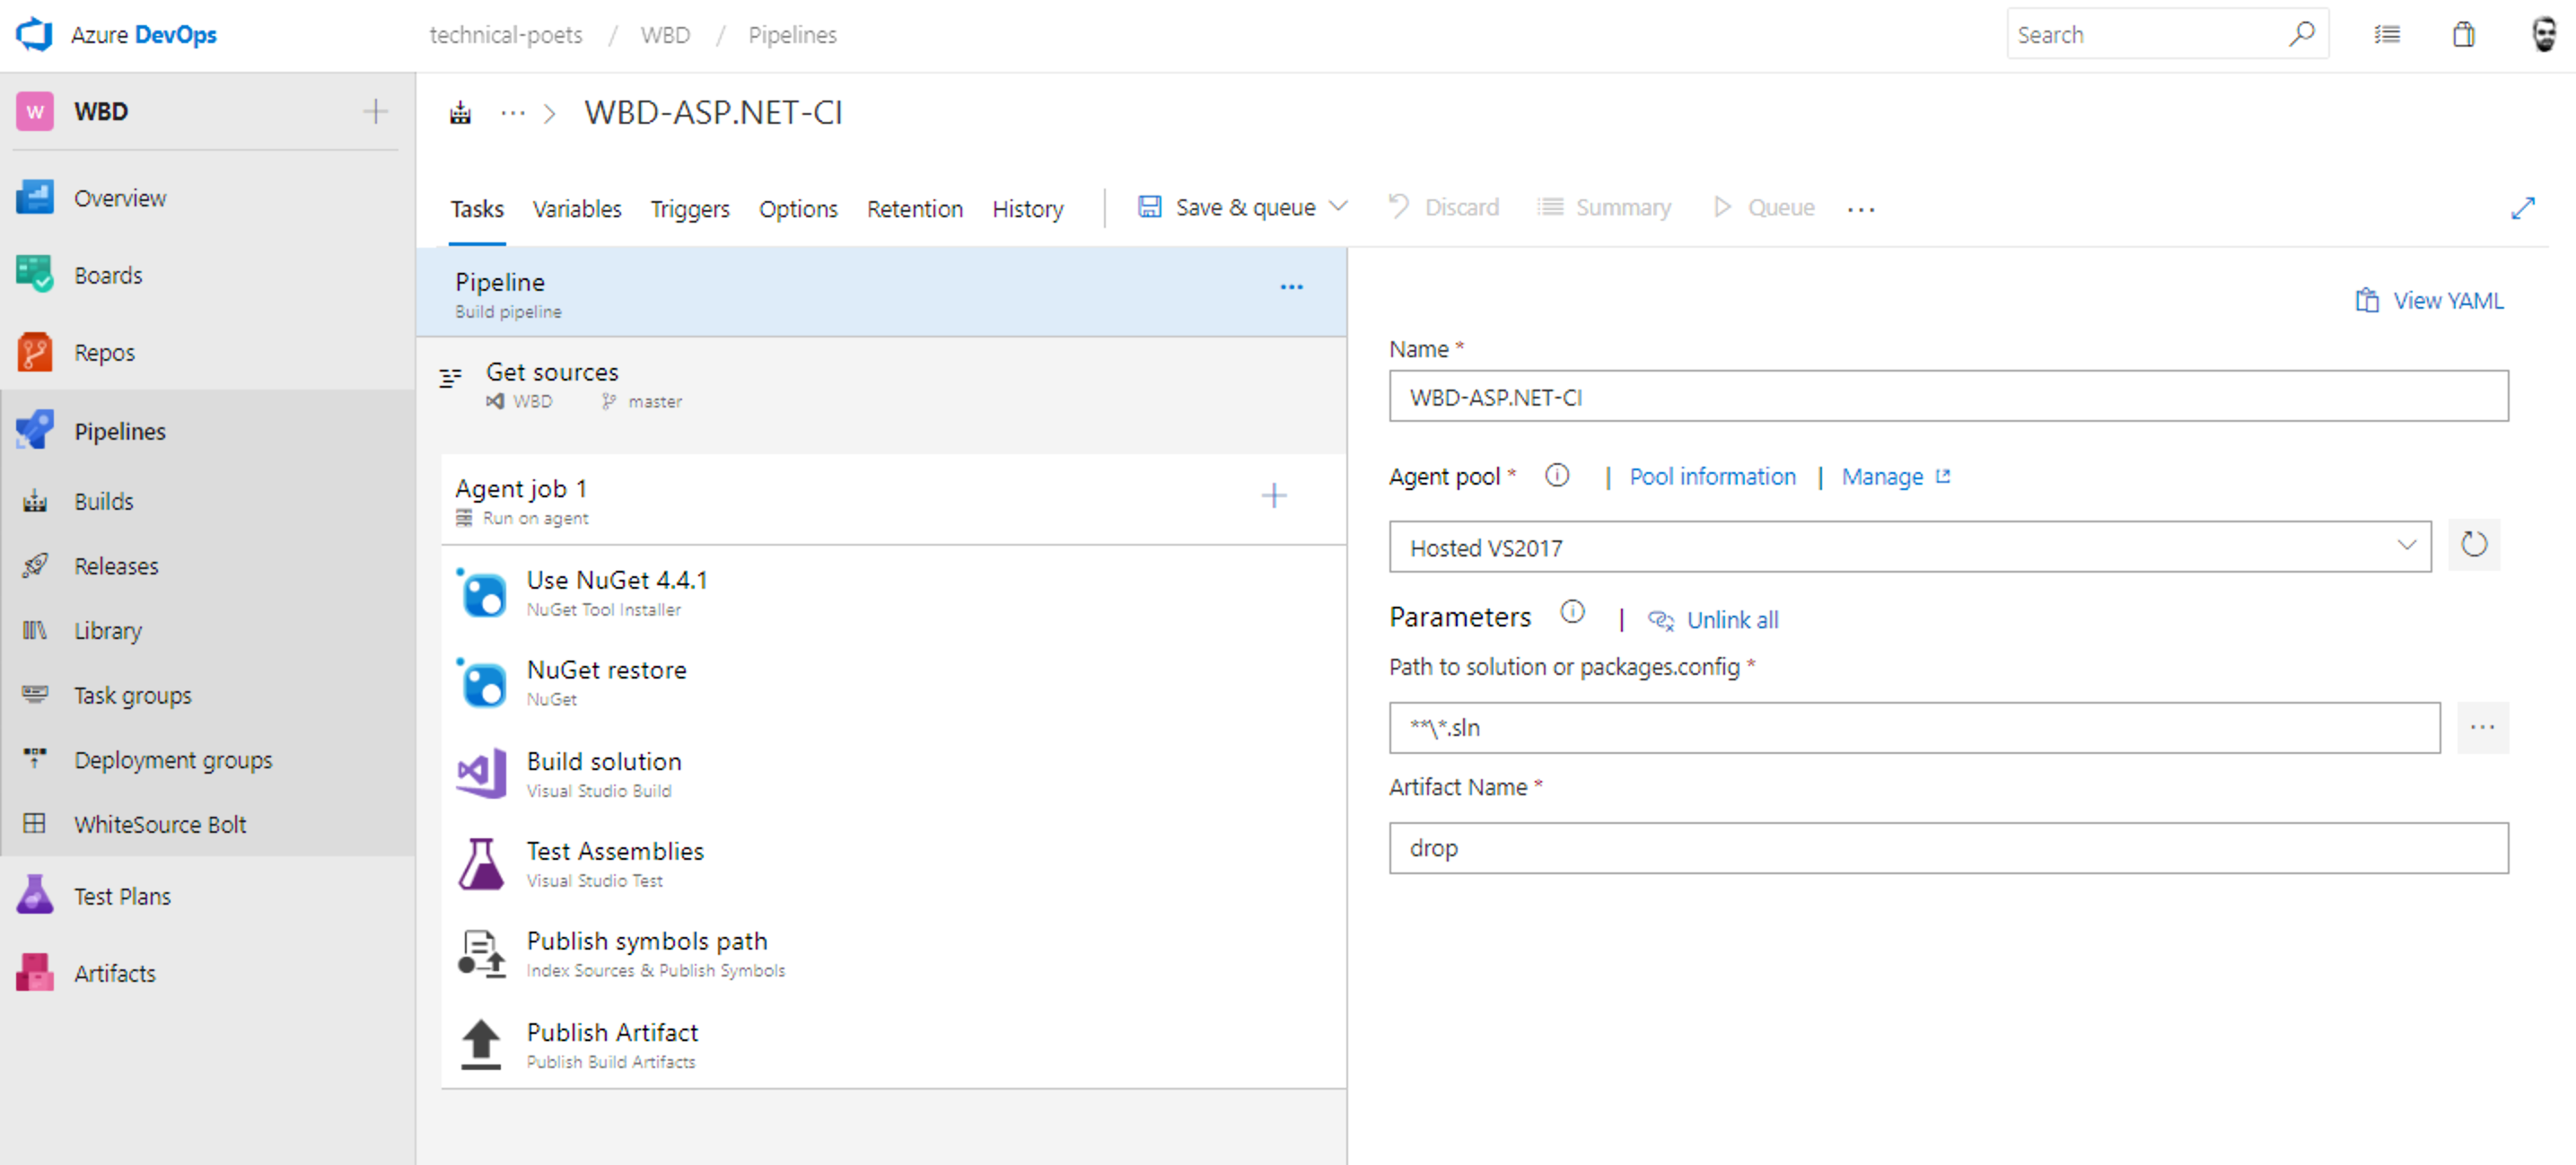 Azure DevOps
technical-poets / WBD / Pipelines
Search
W WBD
Overview
Boards
Repos
Pipelines
Builds
Releases
Library
Task groups
Deployment groups
WhiteSource Bolt
Test Plans
Artifacts
... > WBD-ASP.NET-CI
Tasks Variables Triggers Options Retention History | Save & queue Discard Summary Queue ...
Pipeline ...
Build pipeline
Get sources
WBD master
Agent job 1
Run on agent
Use NuGet 4.4.1
NuGet Tool Installer
NuGet restore
NuGet
Build solution
Visual Studio Build
Test Assemblies
Visual Studio Test
Publish symbols path
Index Sources & Publish Symbols
Publish Artifact
Publish Build Artifacts
View YAML
Name *
WBD-ASP.NET-CI
Agent pool * | Pool information | Manage
Hosted VS2017
Parameters | Unlink all
Path to solution or packages.config *
**\*.sln ...
Artifact Name *
drop